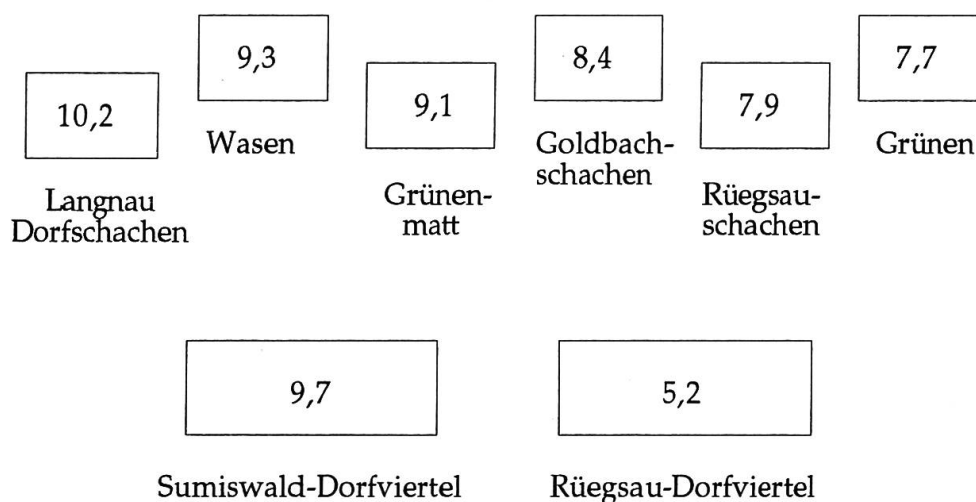 10,2
Langnau
Dorfschachen
9,3
Wasen
9,1
Grünen-
matt
8,4
Goldbach-
schachen
7,9
Rüegsau-
schachen
7,7
Grünen
9,7
Sumiswald-Dorfviertel
5,2
Rüegsau-Dorfviertel